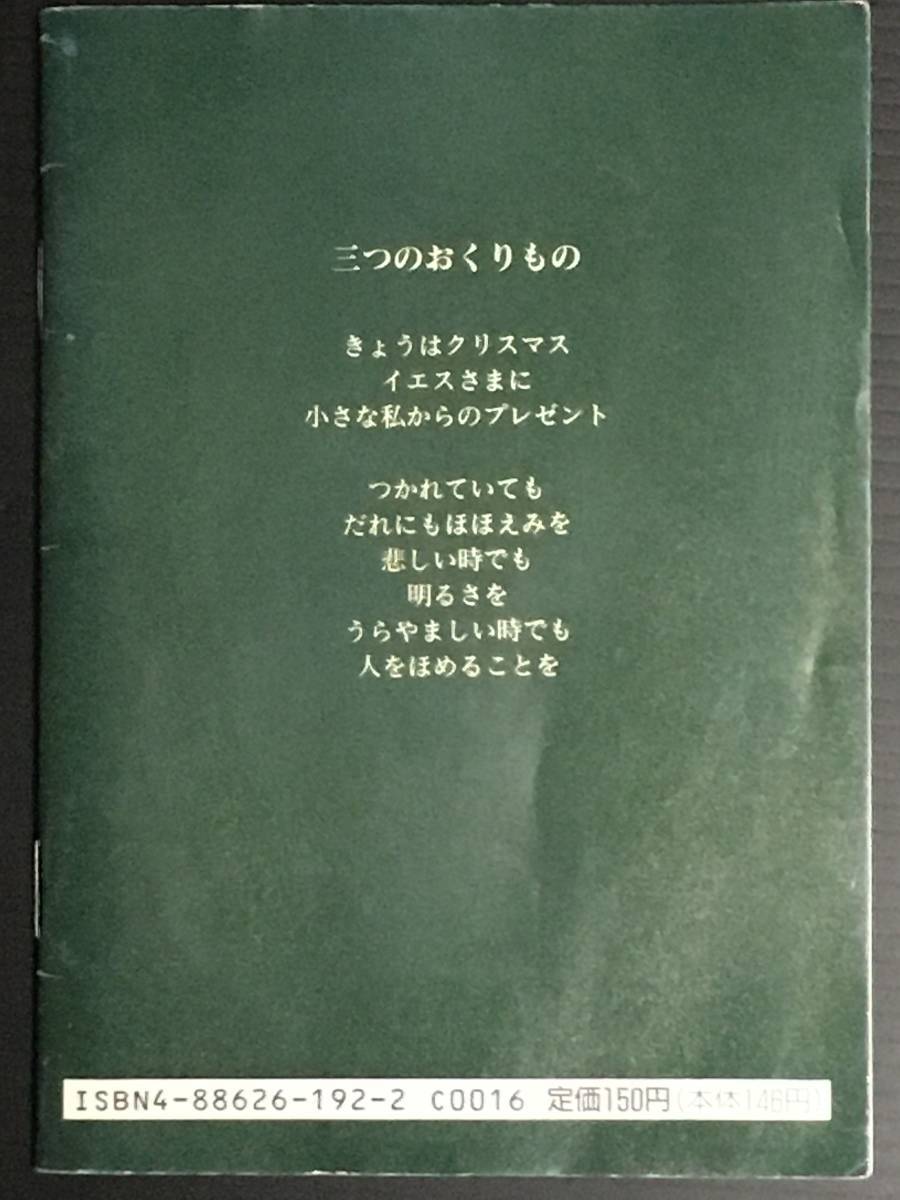 三つのおくりもの
きょうはクリスマス
イエスさまに
小さな私からのプレゼント
つかれていても
だれにもほほえみを
悲しい時でも
明るさを
うらやましい時でも
人をほめることを
ISBN4-88626-192-2 C0016 定価150円(本体146円)